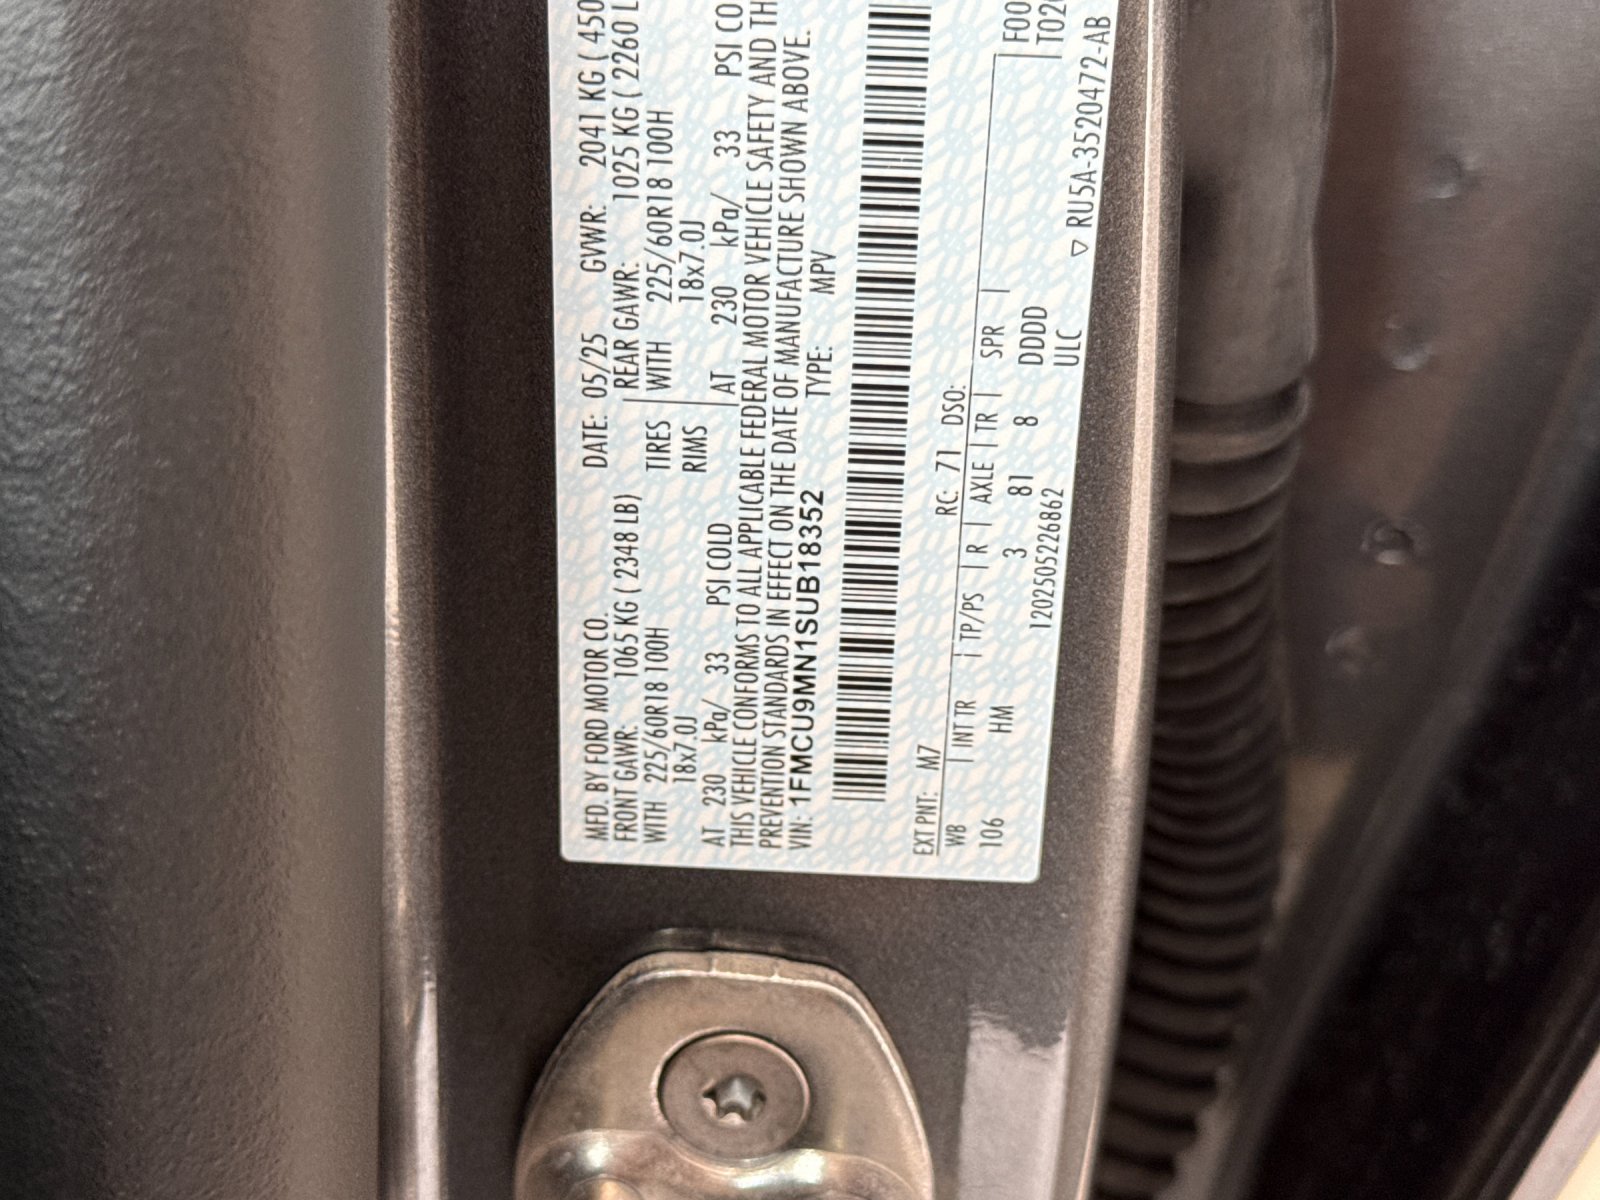 MFD. BY FORD MOTOR CO.
DATE: 05/25 GVWR: 2041 KG ( 450
FRONT GAWR: 1065 KG ( 2348 LB)
REAR GAWR: 1025 KG ( 2260 L
WITH 225/60R18 100H
TIRES WITH 225/60R18 100H
18x7.0J
RIMS 18x7.0J
AT 230 kPa/ 33 PSI COLD
AT 230 kPa/ 33 PSI CO
THIS VEHICLE CONFORMS TO ALL APPLICABLE FEDERAL MOTOR VEHICLE SAFETY AND TH
PREVENTION STANDARDS IN EFFECT ON THE DATE OF MANUFACTURE SHOWN ABOVE.
VIN: 1FMCU9MN1SUB18352
TYPE: MPV
EXT PNT: M7 RC: 71 DSO:
WB INT TR TP/PS R AXLE TR SPR
106 HM 3 81 8 DDDD
120250526862 ULC
F00
T020
▽ RU5A-3520472-AB